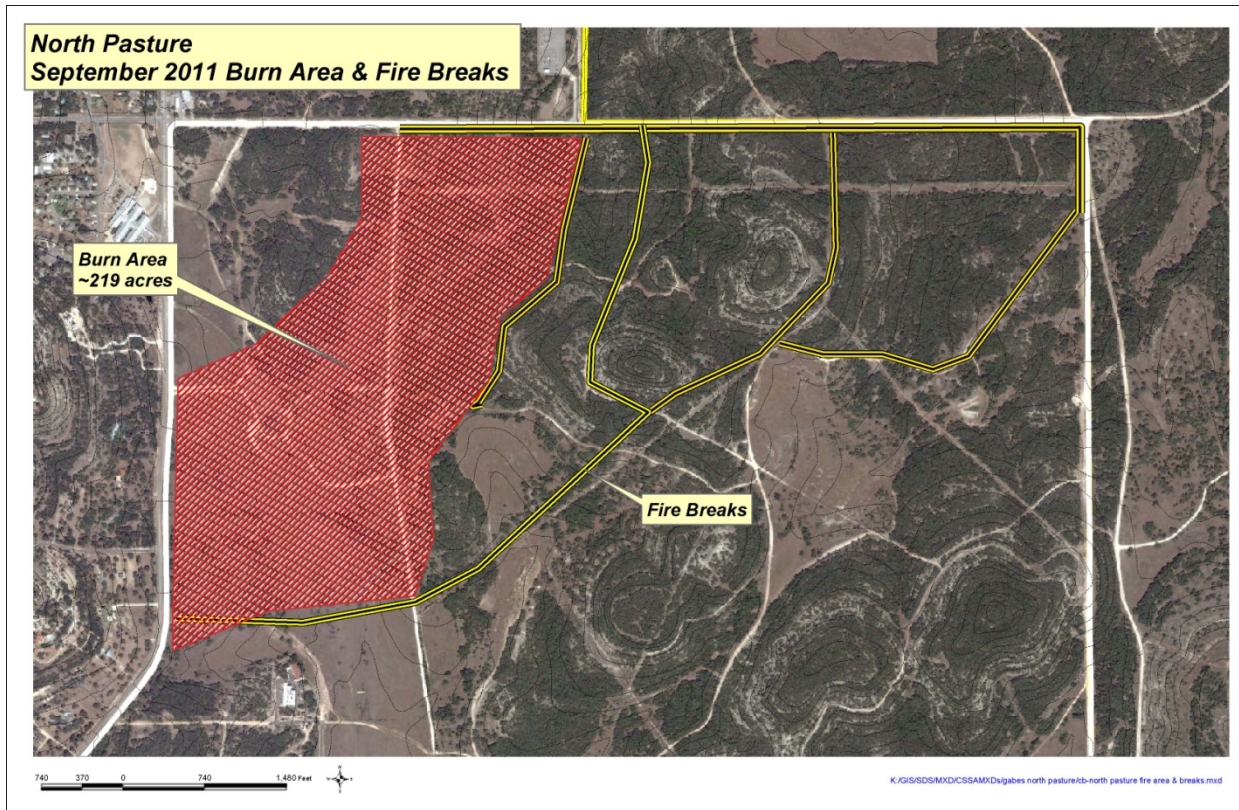 North Pasture
September 2011 Burn Area & Fire Breaks
Burn Area
~219 acres
Fire Breaks
740 370 0 740 1,480 Feet
K:/GIS/SDS/MXD/CSSAMXDs/gabes north pasture/cb-north pasture fire area & breaks.mxd